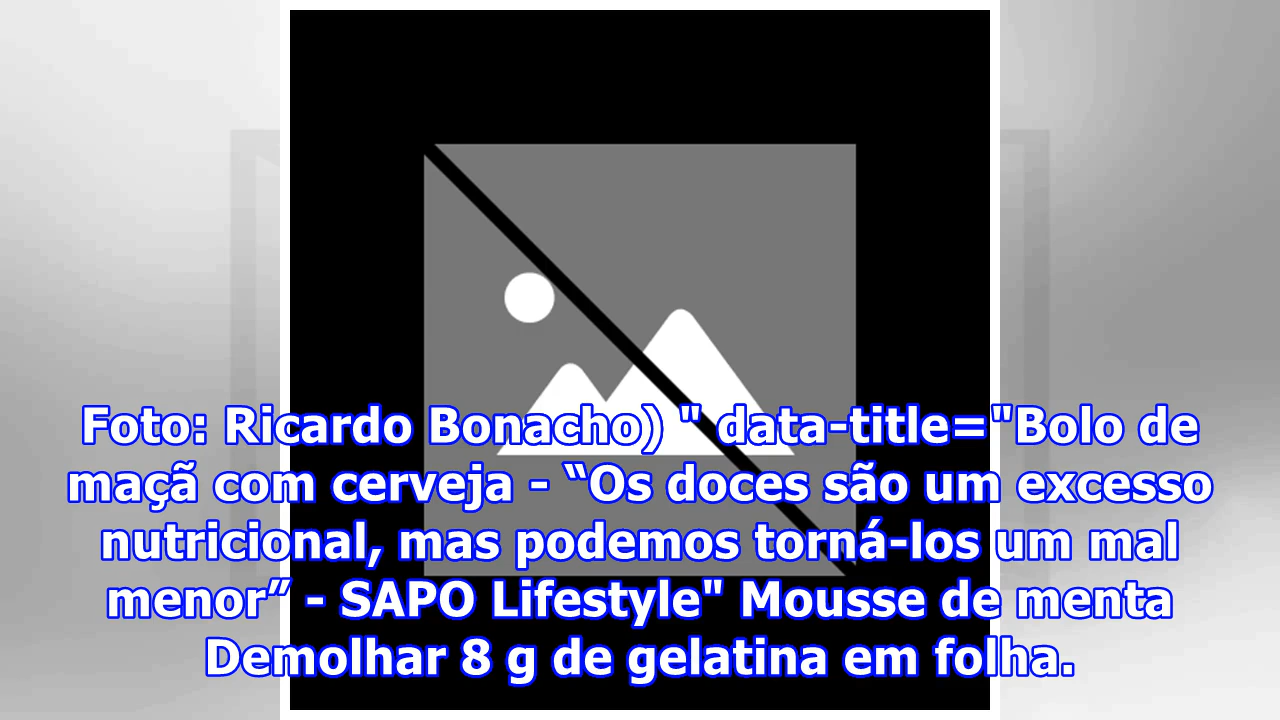 Foto: Ricardo Bonacho) " data-title="Bolo de
maçã com cerveja - “Os doces são um excesso
nutricional, mas podemos torná-los um mal
menor” - SAPO Lifestyle" Mousse de menta
Demolhar 8 g de gelatina em folha.